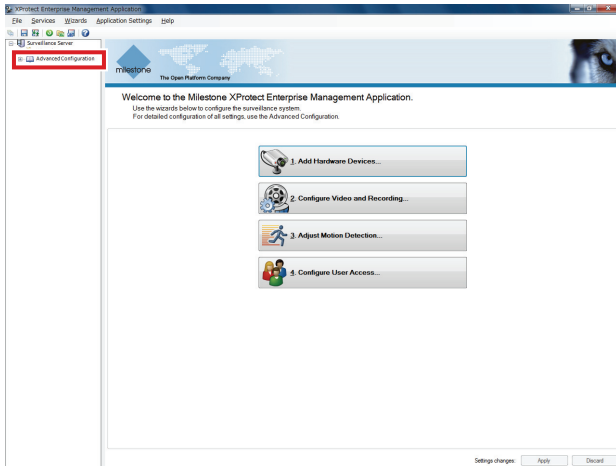 XProtect Enterprise Management Application
File Services Wizards Application Settings Help
Surveillance Server
Advanced Configuration
milestone
The Open Platform Company
Welcome to the Milestone XProtect Enterprise Management Application.
Use the wizards below to configure the surveillance system.
For detailed configuration of all settings, use the Advanced Configuration.
1. Add Hardware Devices...
2. Configure Video and Recording...
3. Adjust Motion Detection...
4. Configure User Access...
Settings changes: Apply Discard